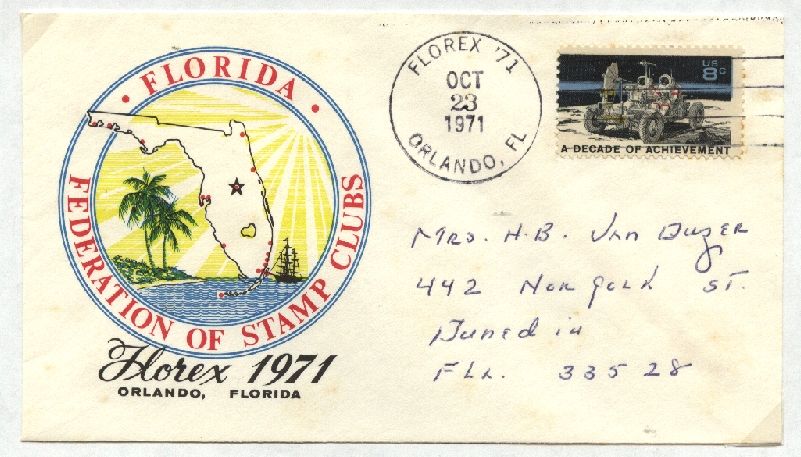 FLORIDA
FEDERATION OF STAMP CLUBS
Florex 1971
ORLANDO, FLORIDA
FLOREX '71
OCT
23
1971
ORLANDO, FL
US
8c
A DECADE OF ACHIEVEMENT
Mrs. H.B. Van Duzer
442 Norfolk St.
Dunedin
Fla. 33528